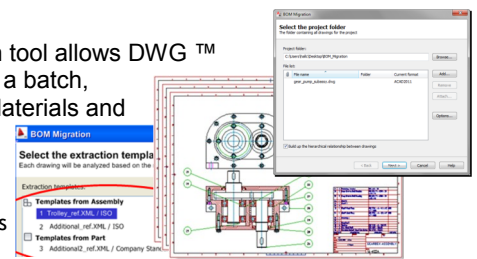 n tool allows DWG ™
a batch,
Materials and
s
BOM Migration
Select the project folder
The folder containing all drawings for the project
Project folder:
Browse...
File list:
File name Folder Current format
gear_pump_subassy.dwg
Add...
Remove
Attach...
Options...
Build up the hierarchical relationship between drawings
< Back Next > Cancel Help
BOM Migration
Select the extraction templa
Each drawing will be analyzed based on the
Extraction templates:
Templates from Assembly
1 Trolley_ref.XML / ISO
2 Additional_ref.XML / ISO
Templates from Part
3 Additional2_ref.XML / Company Stan